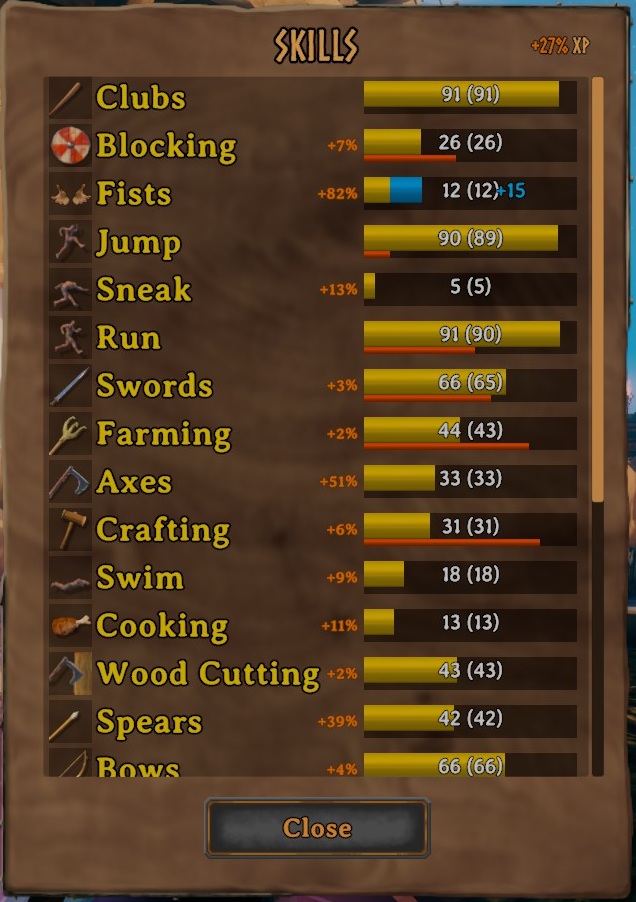 SKILLS +27% XP
Clubs 91 (91)
Blocking +7% 26 (26)
Fists +82% 12 (12)+15
Jump 90 (89)
Sneak +13% 5 (5)
Run 91 (90)
Swords +3% 66 (65)
Farming +2% 44 (43)
Axes +51% 33 (33)
Crafting +6% 31 (31)
Swim +9% 18 (18)
Cooking +11% 13 (13)
Wood Cutting +2% 43 (43)
Spears +39% 42 (42)
Bows +4% 66 (66)
Close